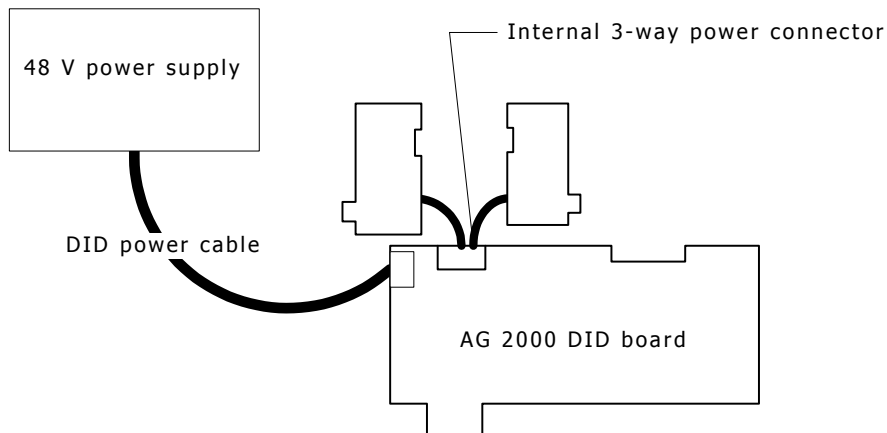 Internal 3-way power connector
48 V power supply
DID power cable
AG 2000 DID board